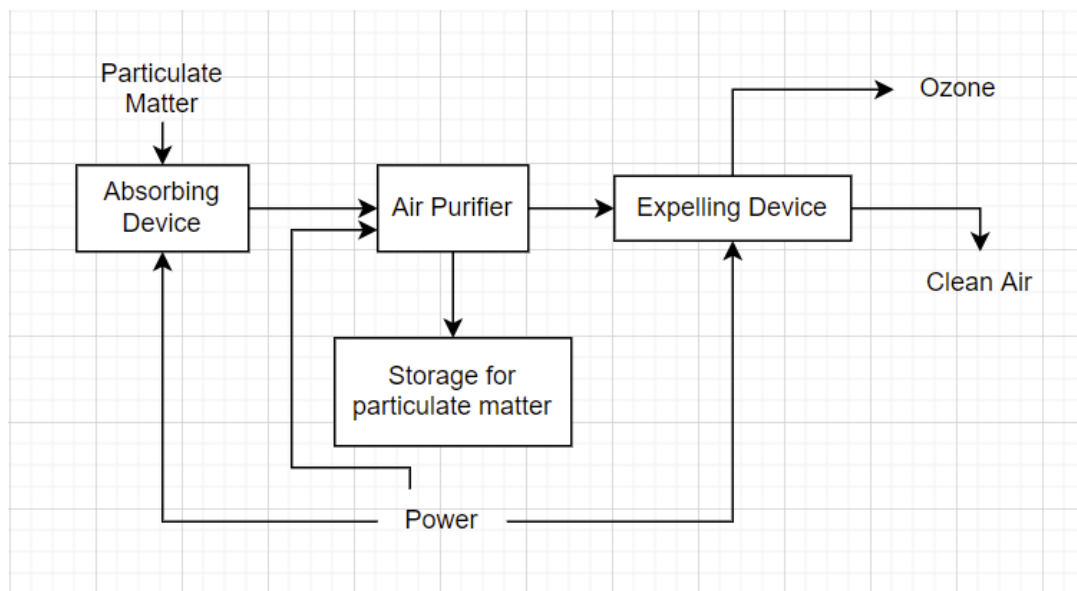 Particulate
Matter
Ozone
Absorbing
Device
Air Purifier
Expelling Device
Clean Air
Storage for
particulate matter
Power